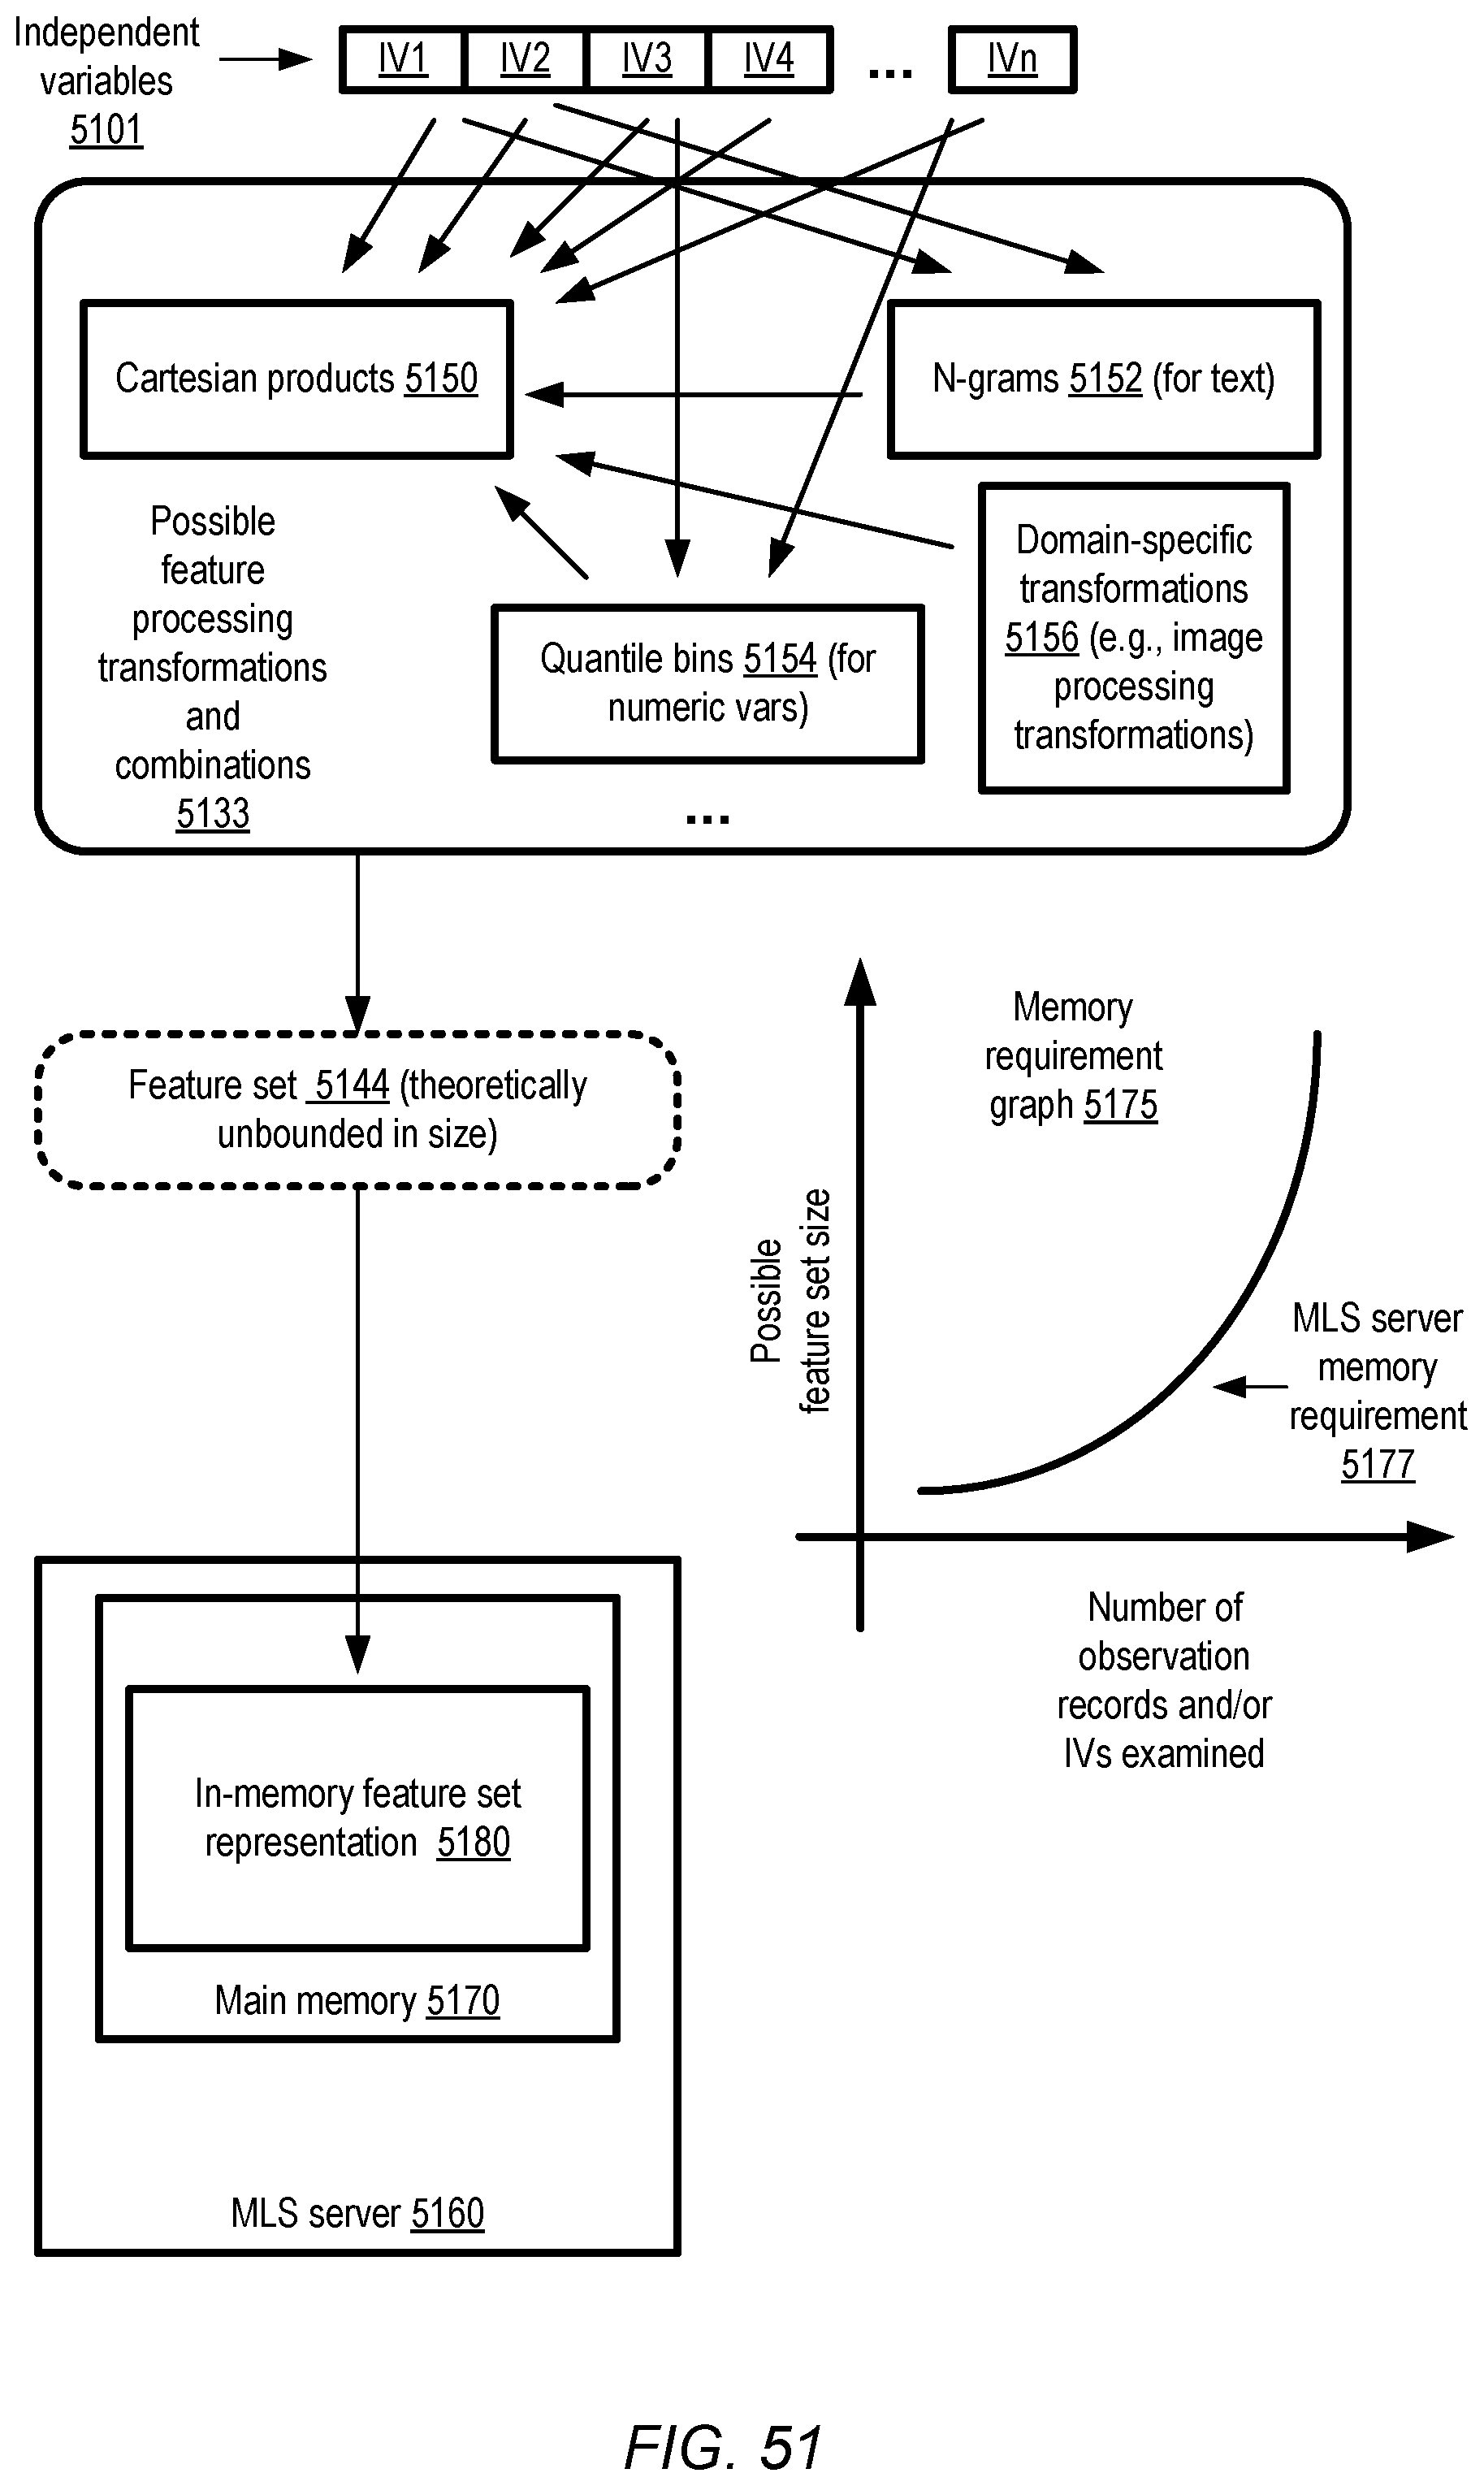 Independent
variables
5101
IV1 IV2 IV3 IV4 ... IVn
Cartesian products 5150
N-grams 5152 (for text)
Possible
feature
processing
transformations
and
combinations
5133
Quantile bins 5154 (for
numeric vars)
...
Domain-specific
transformations
5156 (e.g., image
processing
transformations)
Feature set 5144 (theoretically
unbounded in size)
Memory
requirement
graph 5175
Possible
feature set size
MLS server
memory
requirement
5177
Number of
observation
records and/or
IVs examined
In-memory feature set
representation 5180
Main memory 5170
MLS server 5160
FIG. 51